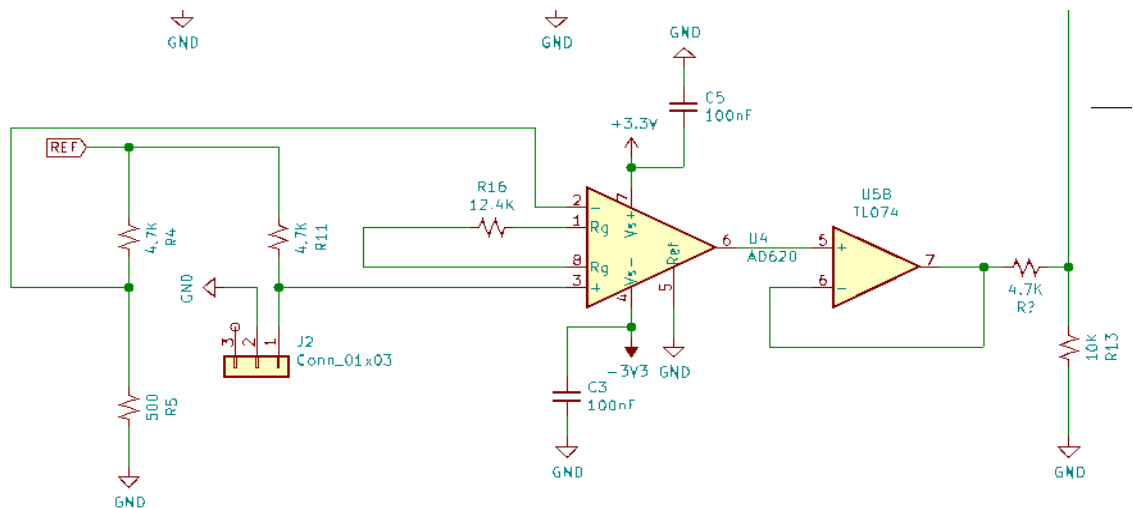 GND
GND
GND
C5
100nF
+3.3V
REF
R16
12.4K
U5B
TL074
4.7K
R4
4.7K
R11
2
-
1
Rg
7
Vs+
8
Rg
3
+
4
Vs-
5
Ref
6
U4
AD620
5
+
6
-
7
4.7K
R?
GND
3
2
1
J2
Conn_01x03
10K
R13
-3V3
GND
C3
100nF
500
R5
GND
GND
GND